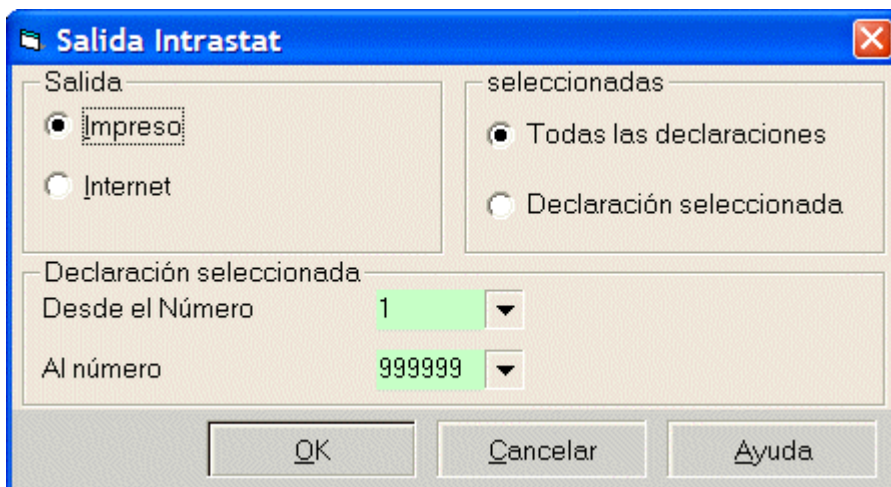 Salida Intrastat
Salida
Impreso
Internet
seleccionadas
Todas las declaraciones
Declaración seleccionada
Declaración seleccionada
Desde el Número 1
Al número 999999
OK Cancelar Ayuda